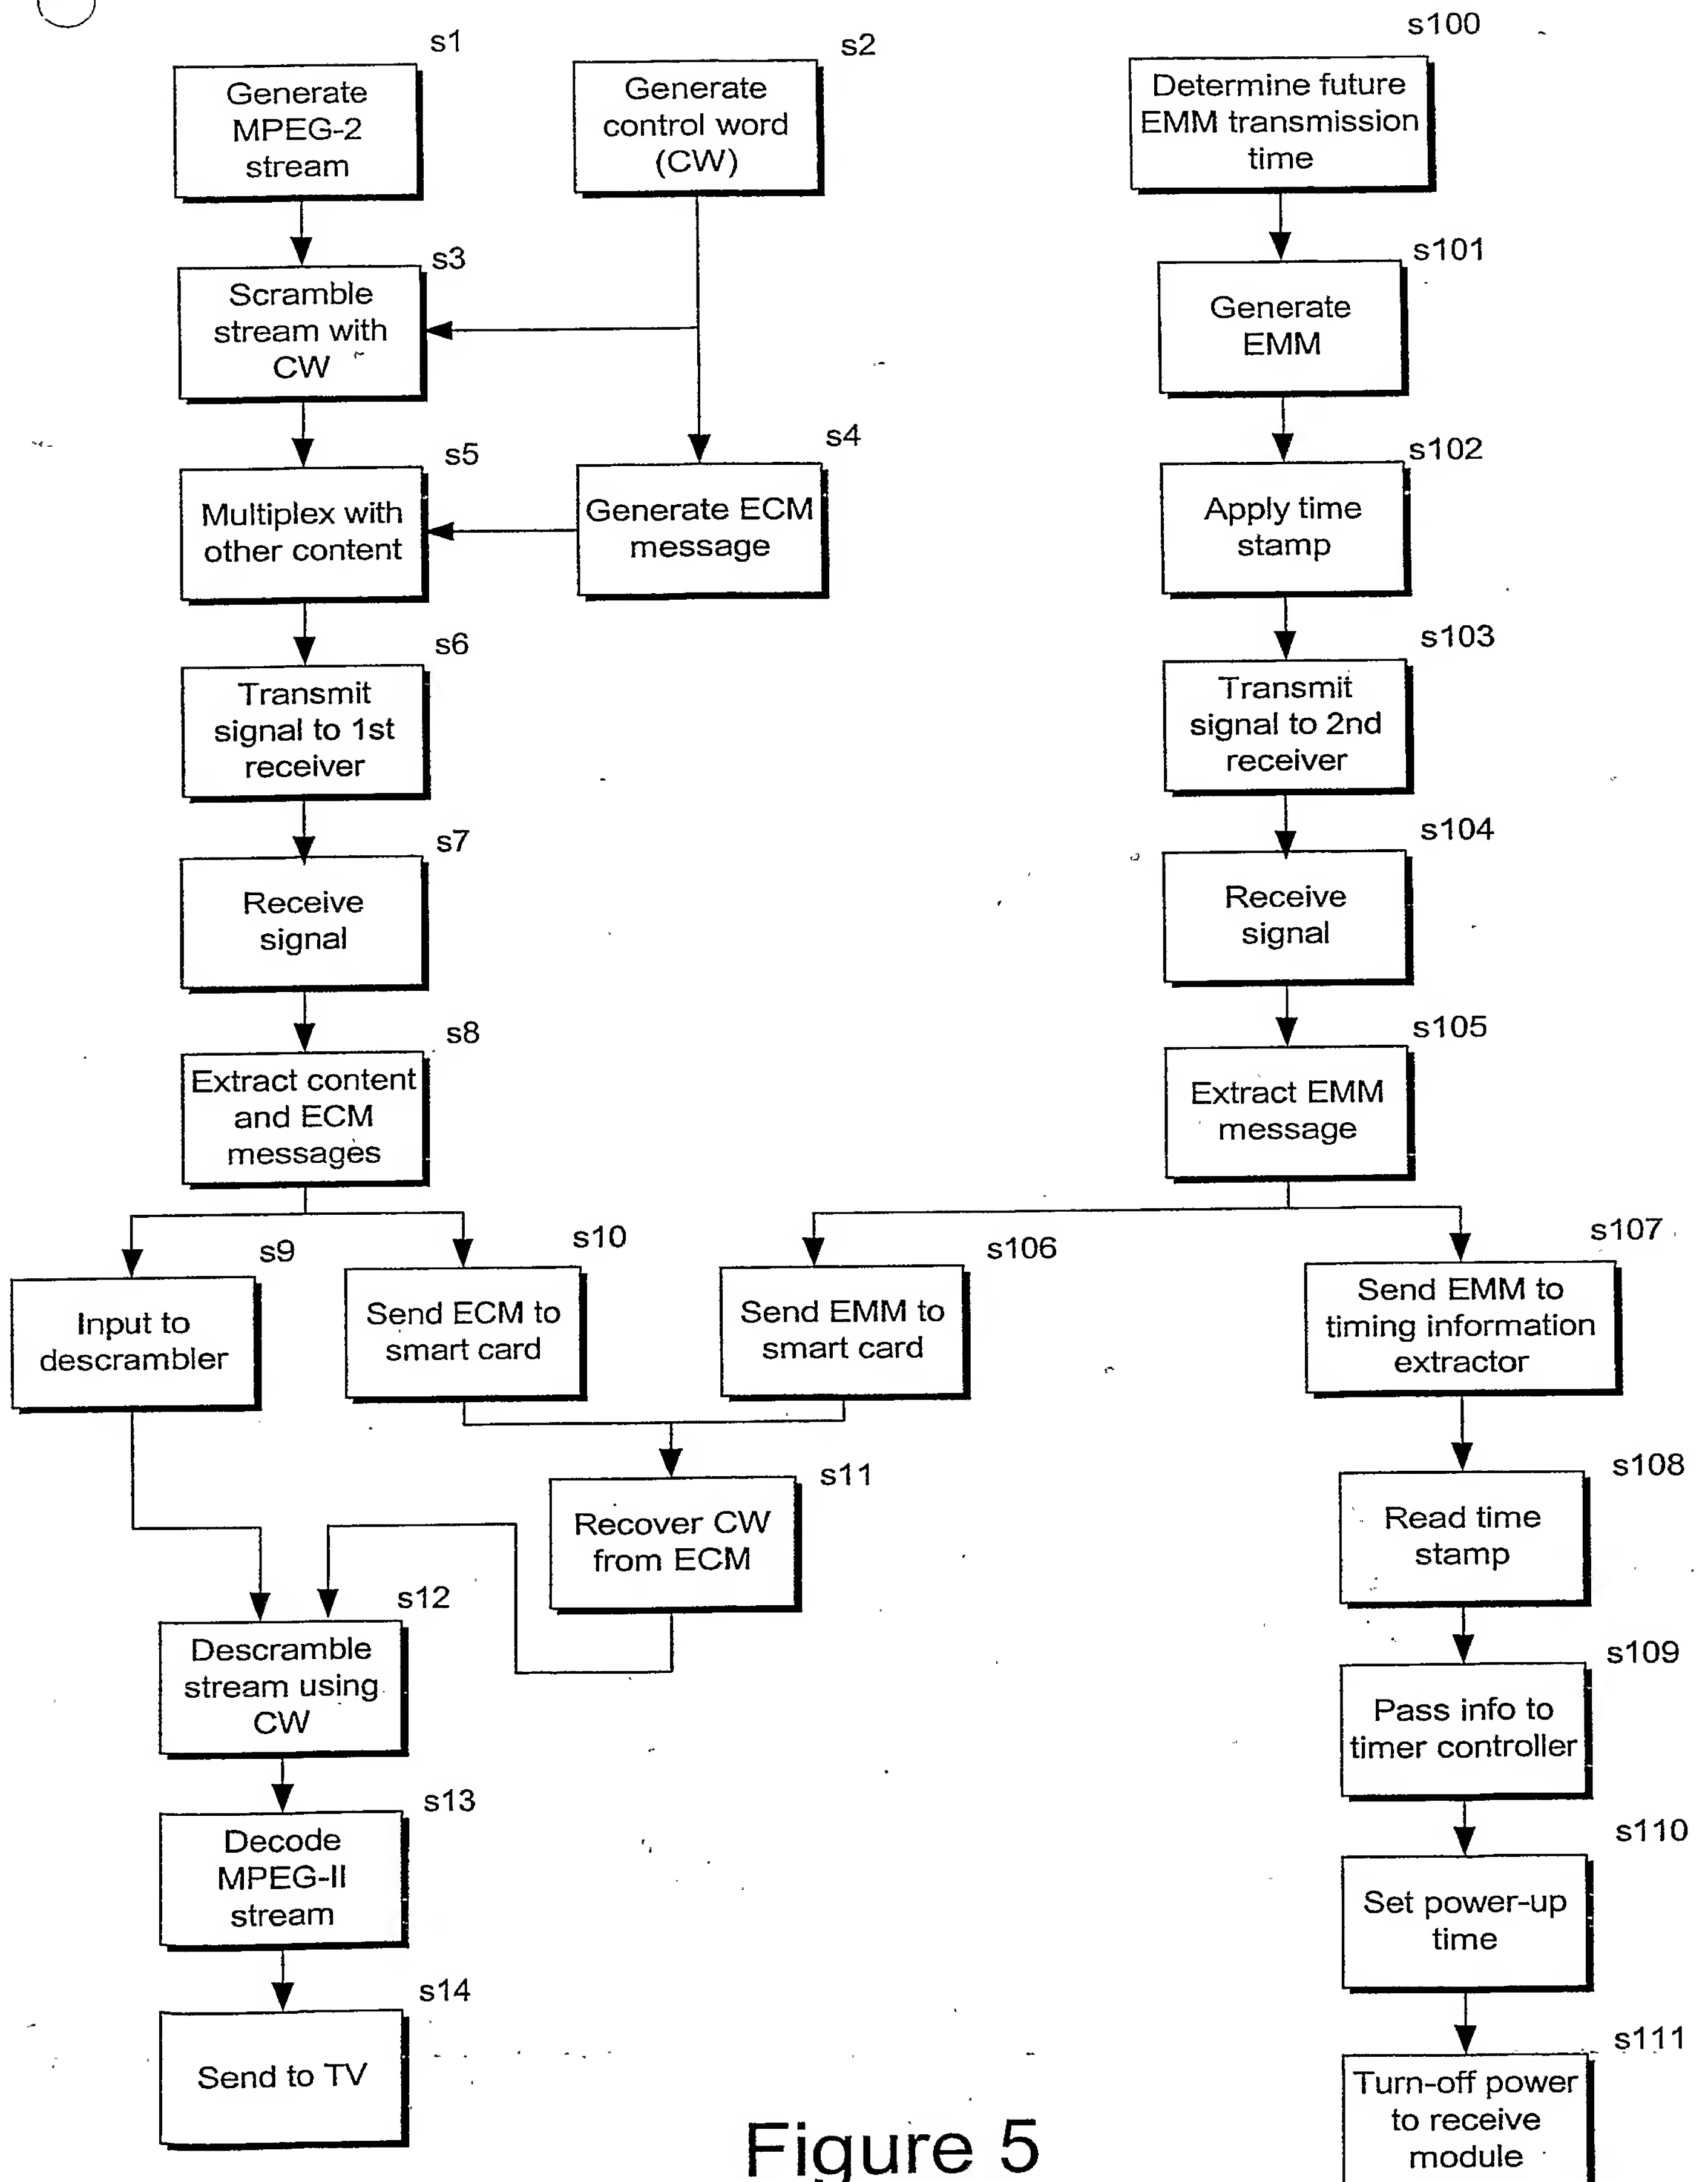 s1
Generate
MPEG-2
stream
s2
Generate
control word
(CW)
s3
Scramble
stream with
CW
s4
Generate ECM
message
s5
Multiplex with
other content
s6
Transmit
signal to 1st
receiver
s7
Receive
signal
s8
Extract content
and ECM
messages
s9
Input to
descrambler
s10
Send ECM to
smart card
s11
Recover CW
from ECM
s12
Descramble
stream using
CW
s13
Decode
MPEG-II
stream
s14
Send to TV
s100
Determine future
EMM transmission
time
s101
Generate
EMM
s102
Apply time
stamp
s103
Transmit
signal to 2nd
receiver
s104
Receive
signal
s105
Extract EMM
message
s106
Send EMM to
smart card
s107
Send EMM to
timing information
extractor
s108
Read time
stamp
s109
Pass info to
timer controller
s110
Set power-up
time
s111
Turn-off power
to receive
module
Figure 5